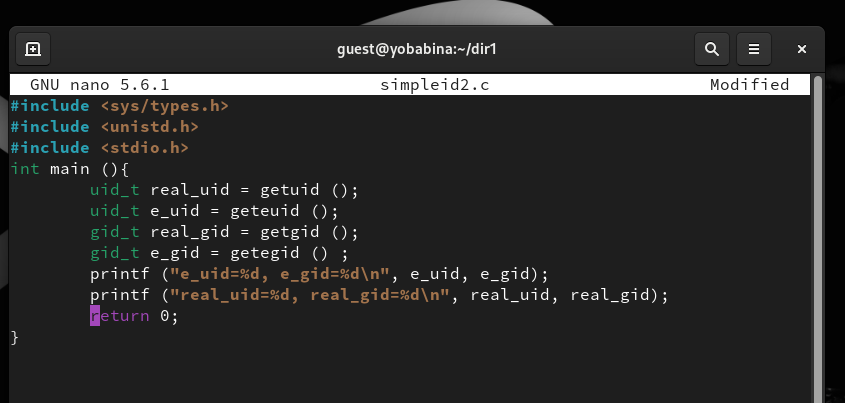 guest@yobabina:~/dir1
GNU nano 5.6.1 simpleid2.c Modified
#include <sys/types.h>
#include <unistd.h>
#include <stdio.h>
int main (){
uid_t real_uid = getuid ();
uid_t e_uid = geteuid ();
gid_t real_gid = getgid ();
gid_t e_gid = getegid () ;
printf ("e_uid=%d, e_gid=%d\n", e_uid, e_gid);
printf ("real_uid=%d, real_gid=%d\n", real_uid, real_gid);
return 0;
}